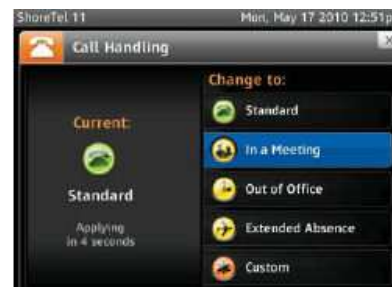 ShoreTel 11
Mon, May 17 2010 12:51p
Call Handling
Change to:
Current:
Standard
Applying
in 4 seconds
Standard
In a Meeting
Out of Office
Extended Absence
Custom